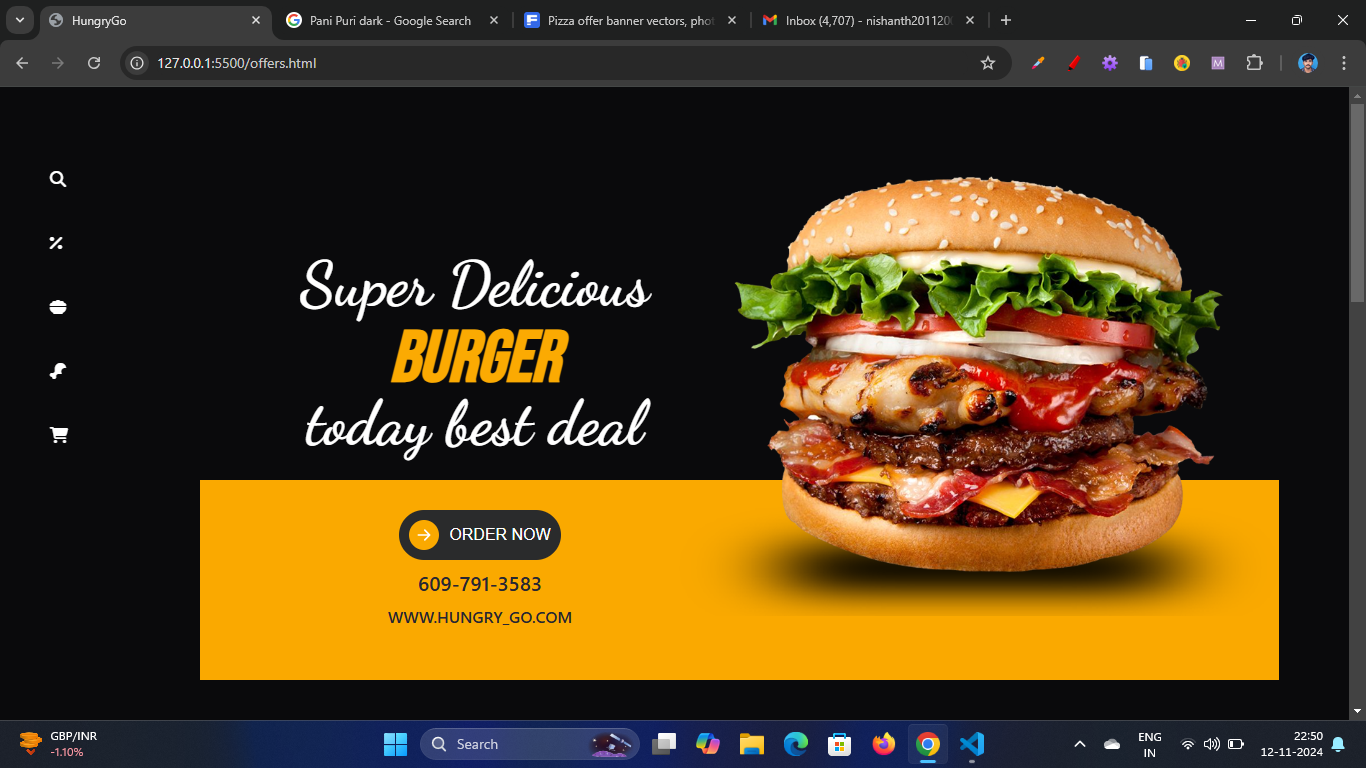 HungryGo
Pani Puri dark - Google Search
Pizza offer banner vectors, phot
Inbox (4,707) - nishanth201120
127.0.0.1:5500/offers.html
M
Super Delicious
BURGER
today best deal
ORDER NOW
609-791-3583
WWW.HUNGRY_GO.COM
GBP/INR
-1.10%
Search
ENG
IN
22:50
12-11-2024